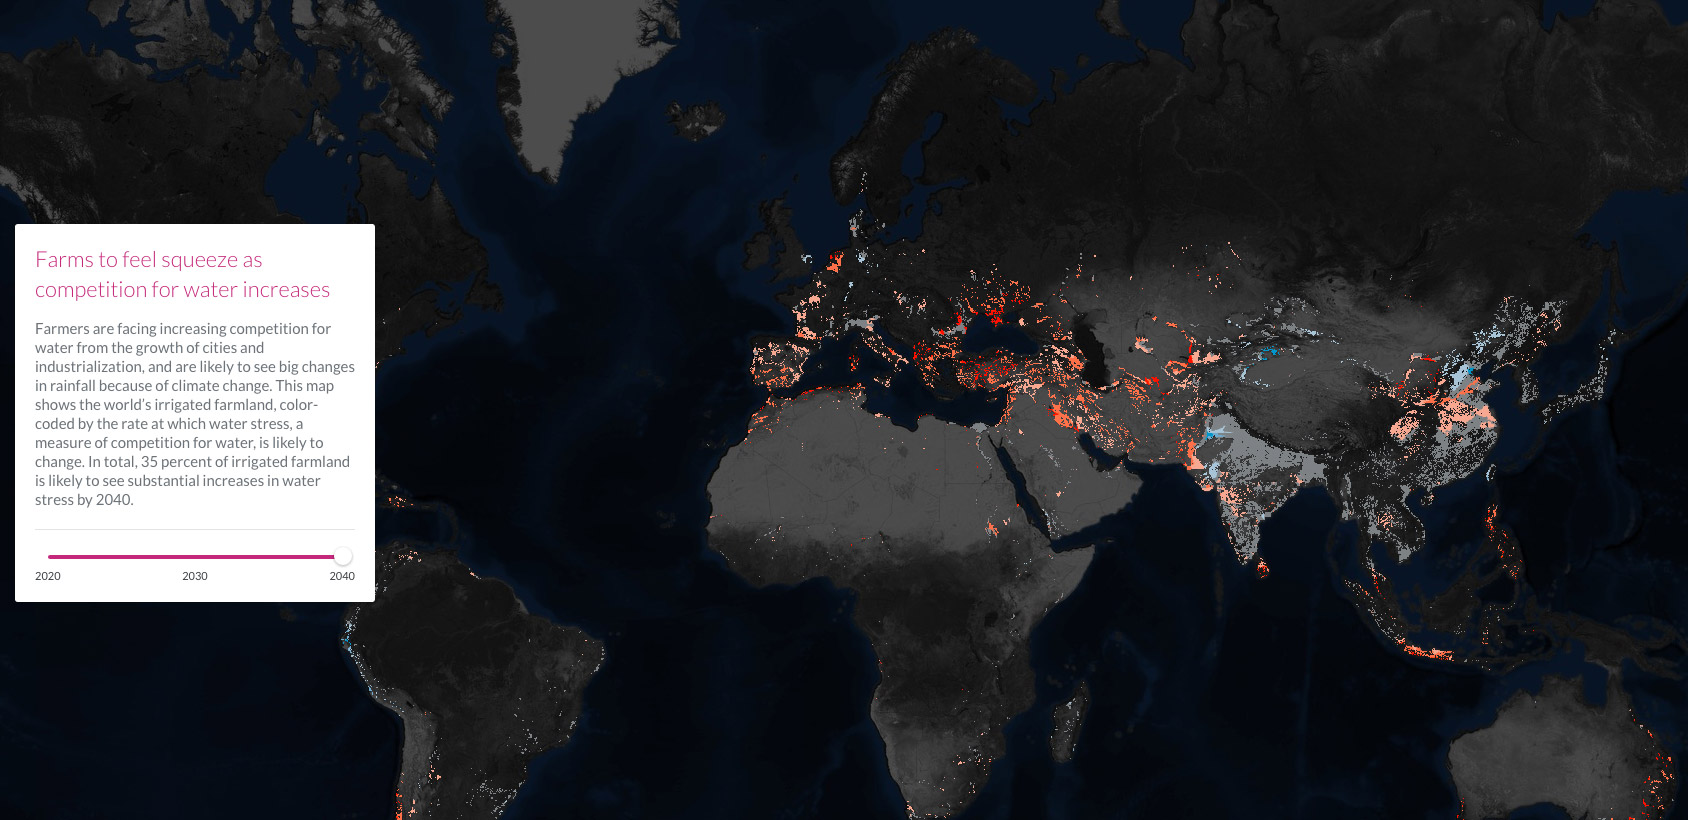 Farms to feel squeeze as
competition for water increases
Farmers are facing increasing competition for
water from the growth of cities and
industrialization, and are likely to see big changes
in rainfall because of climate change. This map
shows the world's irrigated farmland, color-
coded by the rate at which water stress, a
measure of competition for water, is likely to
change. In total, 35 percent of irrigated farmland
is likely to see substantial increases in water
stress by 2040.
2020 2030 2040